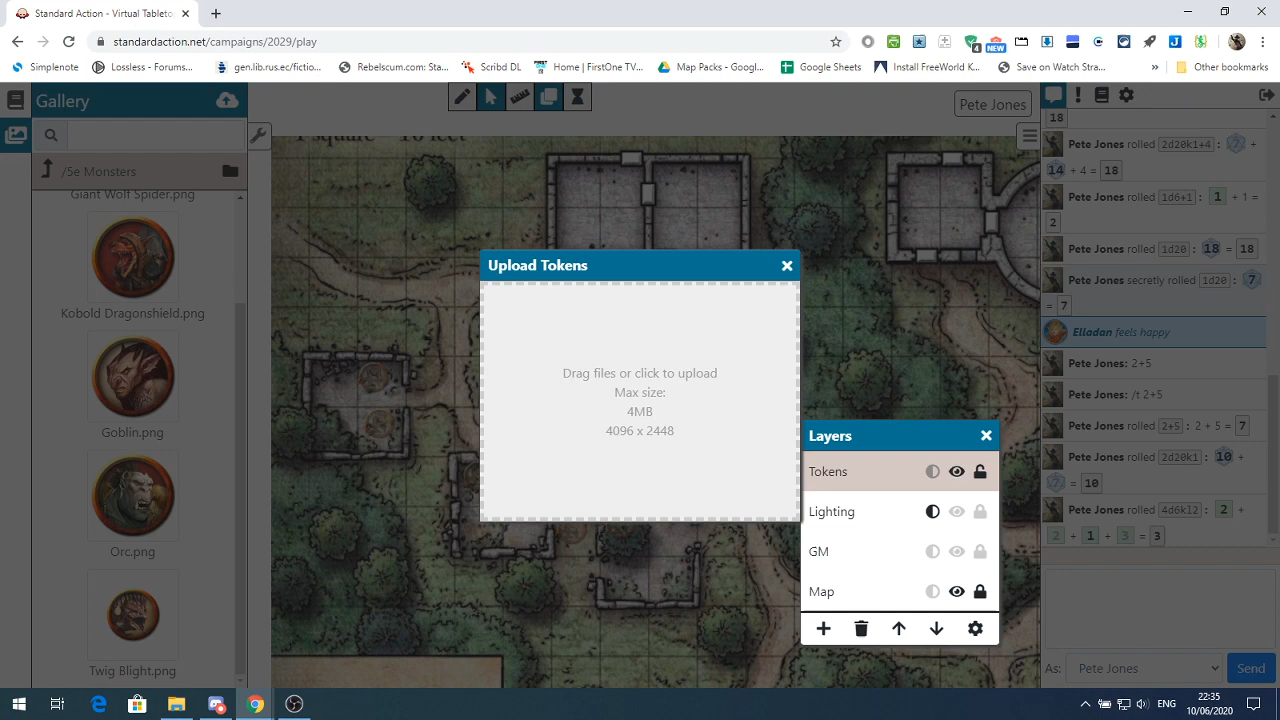 Standard Action - Virtual Tablet
standardaction.net/campaigns/2029/play
4
NEW
Simplenote
Lossless - Forums...
gen.lib.rus.ec/fictio...
Rebelscum.com: Sta...
Scribd DL
Home | FirstOne TV...
Map Packs - Googl...
Google Sheets
Install FreeWorld K...
Save on Watch Stra...
»
Other bookmarks
Gallery
/5e Monsters
Giant Wolf Spider.png
Kobold Dragonshield.png
Goblin.png
Orc.png
Twig Blight.png
1 square 10 feet
Pete Jones
Upload Tokens
Drag files or click to upload
Max size:
4MB
4096 x 2448
Layers
Tokens
Lighting
GM
Map
18
Pete Jones rolled 2d20k1+4 : 7 +
14 + 4 = 18
Pete Jones rolled 1d6+1 : 1 + 1 =
2
Pete Jones rolled 1d20 : 18 = 18
Pete Jones secretly rolled 1d20 : 7
= 7
Elladan feels happy
Pete Jones: 2+5
Pete Jones: /t 2+5
Pete Jones rolled 2+5 : 2 + 5 = 7
Pete Jones rolled 2d20k1 : 10 +
7 = 10
Pete Jones rolled 4d6k12 : 2 +
2 + 1 + 3 = 3
As: Pete Jones Send
ENG
22:35
10/06/2020